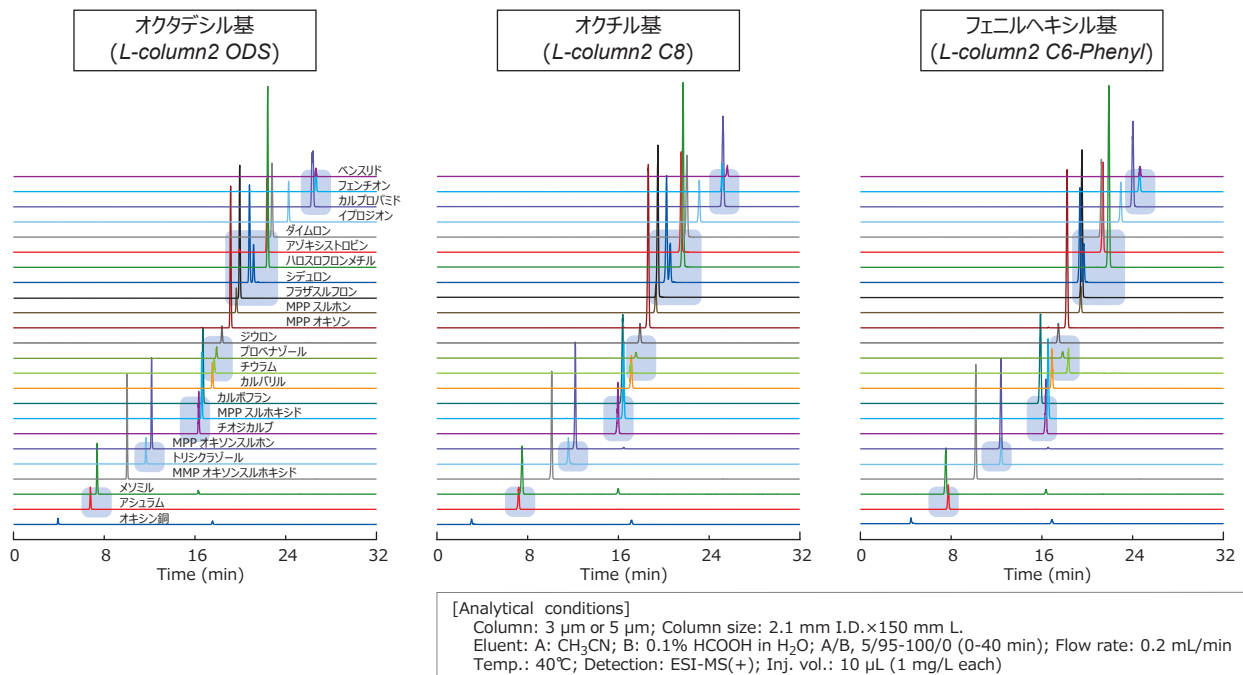 オクタデシル基
(L-column2 ODS)
オクチル基
(L-column2 C8)
フェニルヘキシル基
(L-column2 C6-Phenyl)
ベンスリド
フェンチオン
カルプロパミド
イプロジオン
ダイムロン
アゾキシストロビン
ハロスロフロンメチル
シデュロン
フラザスルフロン
MPP スルホン
MPP オキソン
ジウロン
プロベナゾール
チウラム
カルバリル
カルボフラン
MPP スルホキシド
チオジカルブ
MPP オキソンスルホン
トリシクラゾール
MMP オキソンスルホキシド
メソミル
アシュラム
オキシン銅
0 8 16 24 32
Time (min)
0 8 16 24 32
Time (min)
0 8 16 24 32
Time (min)
[Analytical conditions]
Column: 3 μm or 5 μm; Column size: 2.1 mm I.D.×150 mm L.
Eluent: A: CH₃CN; B: 0.1% HCOOH in H₂O; A/B, 5/95-100/0 (0-40 min); Flow rate: 0.2 mL/min
Temp.: 40℃; Detection: ESI-MS(+); Inj. vol.: 10 μL (1 mg/L each)